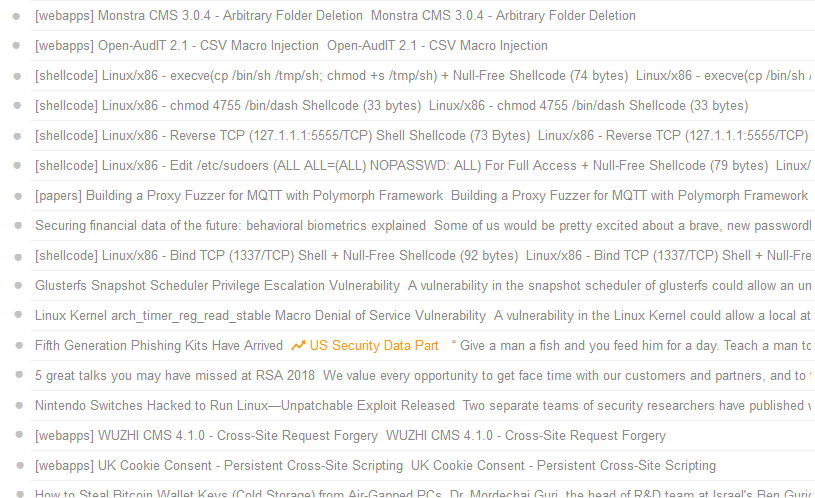 [webapps] Monstra CMS 3.0.4 - Arbitrary Folder Deletion Monstra CMS 3.0.4 - Arbitrary Folder Deletion
[webapps] Open-AudIT 2.1 - CSV Macro Injection Open-AudIT 2.1 - CSV Macro Injection
[shellcode] Linux/x86 - execve(cp /bin/sh /tmp/sh; chmod +s /tmp/sh) + Null-Free Shellcode (74 bytes) Linux/x86 - execve(cp /bin/sh /
[shellcode] Linux/x86 - chmod 4755 /bin/dash Shellcode (33 bytes) Linux/x86 - chmod 4755 /bin/dash Shellcode (33 bytes)
[shellcode] Linux/x86 - Reverse TCP (127.1.1.1:5555/TCP) Shell Shellcode (73 Bytes) Linux/x86 - Reverse TCP (127.1.1.1:5555/TCP)
[shellcode] Linux/x86 - Edit /etc/sudoers (ALL ALL=(ALL) NOPASSWD: ALL) For Full Access + Null-Free Shellcode (79 bytes) Linux/
[papers] Building a Proxy Fuzzer for MQTT with Polymorph Framework Building a Proxy Fuzzer for MQTT with Polymorph Framework
Securing financial data of the future: behavioral biometrics explained Some of us would be pretty excited about a brave, new password
[shellcode] Linux/x86 - Bind TCP (1337/TCP) Shell + Null-Free Shellcode (92 bytes) Linux/x86 - Bind TCP (1337/TCP) Shell + Null-Fre
Glusterfs Snapshot Scheduler Privilege Escalation Vulnerability A vulnerability in the snapshot scheduler of glusterfs could allow an un
Linux Kernel arch_timer_reg_read_stable Macro Denial of Service Vulnerability A vulnerability in the Linux Kernel could allow a local at
Fifth Generation Phishing Kits Have Arrived US Security Data Part “ Give a man a fish and you feed him for a day. Teach a man to
5 great talks you may have missed at RSA 2018 We value every opportunity to get face time with our customers and partners, and to
Nintendo Switches Hacked to Run Linux—Unpatchable Exploit Released Two separate teams of security researchers have published
[webapps] WUZHI CMS 4.1.0 - Cross-Site Request Forgery WUZHI CMS 4.1.0 - Cross-Site Request Forgery
[webapps] UK Cookie Consent - Persistent Cross-Site Scripting UK Cookie Consent - Persistent Cross-Site Scripting
How to Steal Bitcoin Wallet Keys (Cold Storage) from Air-Gapped PCs Dr. Mordechai Guri, the head of R&D team at Israel's Ben Guri